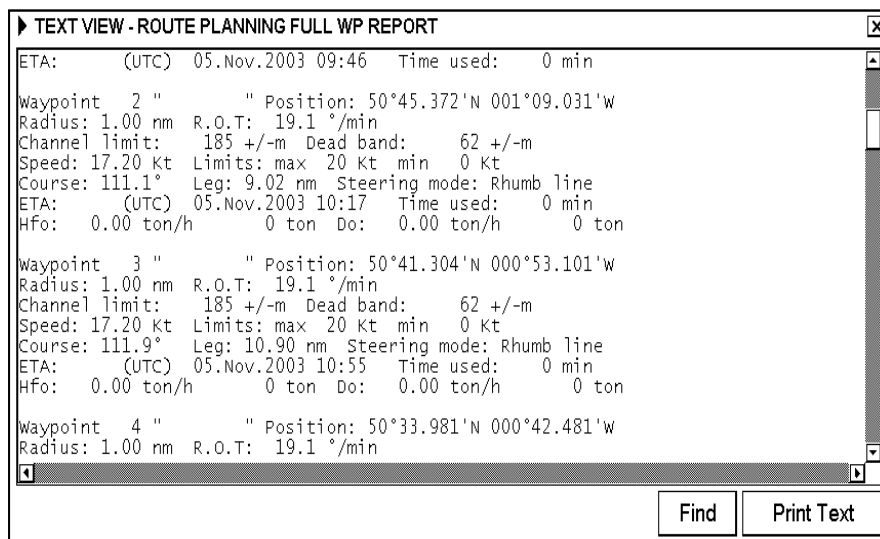 TEXT VIEW - ROUTE PLANNING FULL WP REPORT
ETA: (UTC) 05.Nov.2003 09:46 Time used: 0 min
Waypoint 2 " " Position: 50°45.372'N 001°09.031'W
Radius: 1.00 nm R.O.T: 19.1 °/min
Channel limit: 185 +/-m Dead band: 62 +/-m
Speed: 17.20 Kt Limits: max 20 Kt min 0 Kt
Course: 111.1° Leg: 9.02 nm Steering mode: Rhumb line
ETA: (UTC) 05.Nov.2003 10:17 Time used: 0 min
Hfo: 0.00 ton/h 0 ton Do: 0.00 ton/h 0 ton
Waypoint 3 " " Position: 50°41.304'N 000°53.101'W
Radius: 1.00 nm R.O.T: 19.1 °/min
Channel limit: 185 +/-m Dead band: 62 +/-m
Speed: 17.20 Kt Limits: max 20 Kt min 0 Kt
Course: 111.9° Leg: 10.90 nm Steering mode: Rhumb line
ETA: (UTC) 05.Nov.2003 10:55 Time used: 0 min
Hfo: 0.00 ton/h 0 ton Do: 0.00 ton/h 0 ton
Waypoint 4 " " Position: 50°33.981'N 000°42.481'W
Radius: 1.00 nm R.O.T: 19.1 °/min
Find Print Text